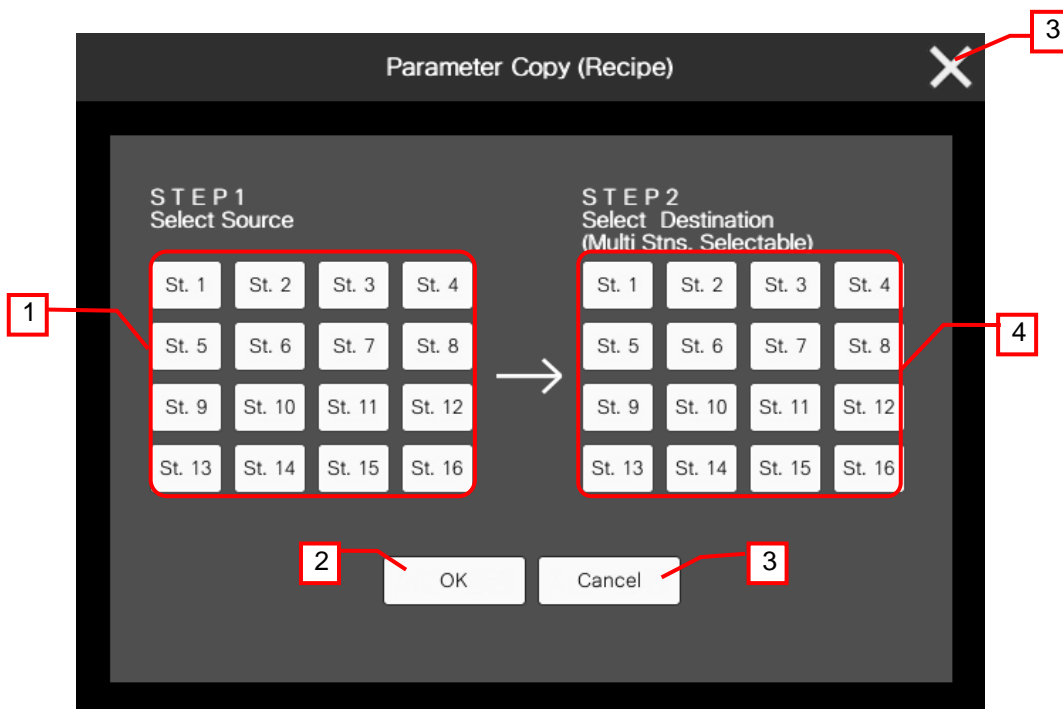 3
Parameter Copy (Recipe)
STEP1
Select Source
STEP2
Select Destination
(Multi Stns. Selectable)
1
4
St. 1 St. 2 St. 3 St. 4
St. 5 St. 6 St. 7 St. 8
St. 9 St. 10 St. 11 St. 12
St. 13 St. 14 St. 15 St. 16
St. 1 St. 2 St. 3 St. 4
St. 5 St. 6 St. 7 St. 8
St. 9 St. 10 St. 11 St. 12
St. 13 St. 14 St. 15 St. 16
2
OK
Cancel
3